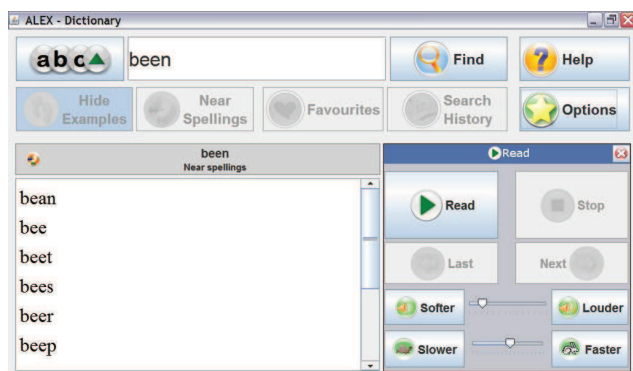 ALEX - Dictionary
abc
been
Find
Help
Hide
Examples
Near
Spellings
Favourites
Search
History
Options
been
Near spellings
Read
bean
bee
beet
bees
beer
beep
Read
Stop
Last
Next
Softer
Louder
Slower
Faster